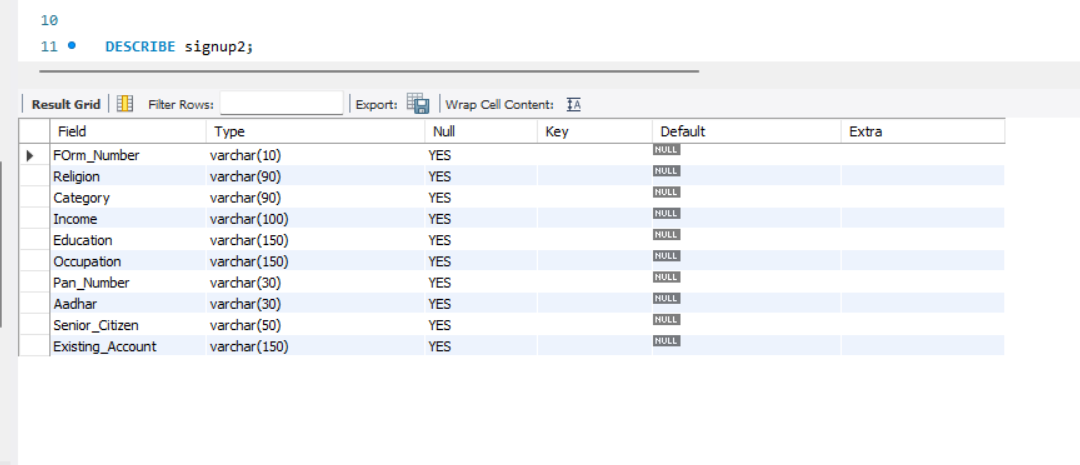 10
11 DESCRIBE signup2;
Result Grid Filter Rows: Export: Wrap Cell Content: IA
Field Type Null Key Default Extra
FOrm_Number varchar(10) YES NULL
Religion varchar(90) YES NULL
Category varchar(90) YES NULL
Income varchar(100) YES NULL
Education varchar(150) YES NULL
Occupation varchar(150) YES NULL
Pan_Number varchar(30) YES NULL
Aadhar varchar(30) YES NULL
Senior_Citizen varchar(50) YES NULL
Existing_Account varchar(150) YES NULL